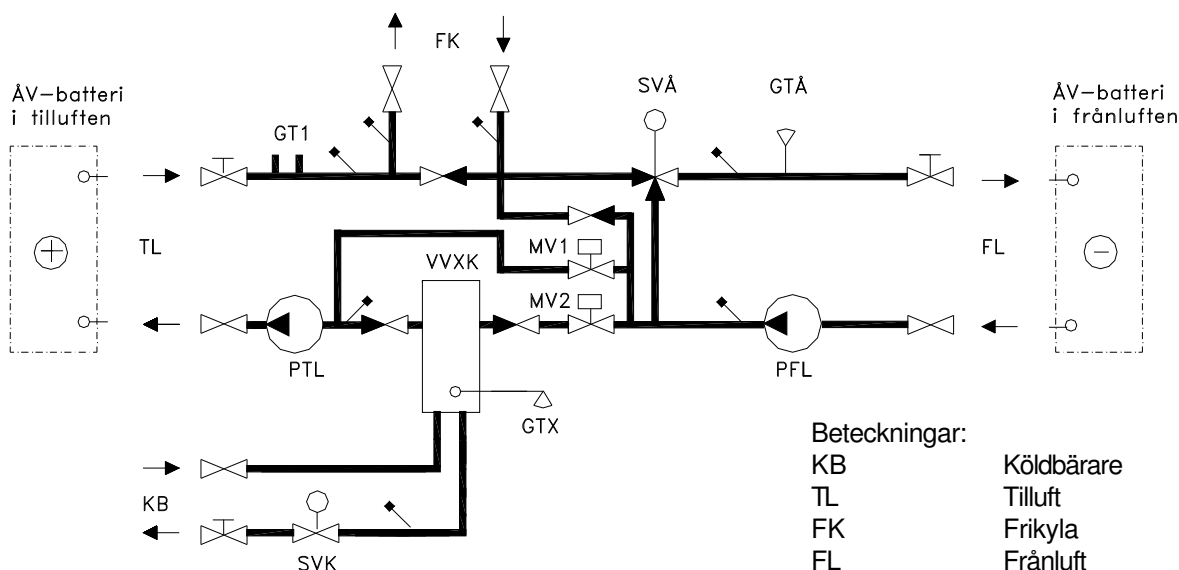 FK
SVÅ
GTÅ
ÅV-batteri
i tilluften
ÅV-batteri
i frånluften
GT1
TL
MV1
FL
VVXK
MV2
PTL
PFL
GTX
KB
SVK
Beteckningar:
KB Köldbärare
TL Tilluft
FK Frikyla
FL Frånluft